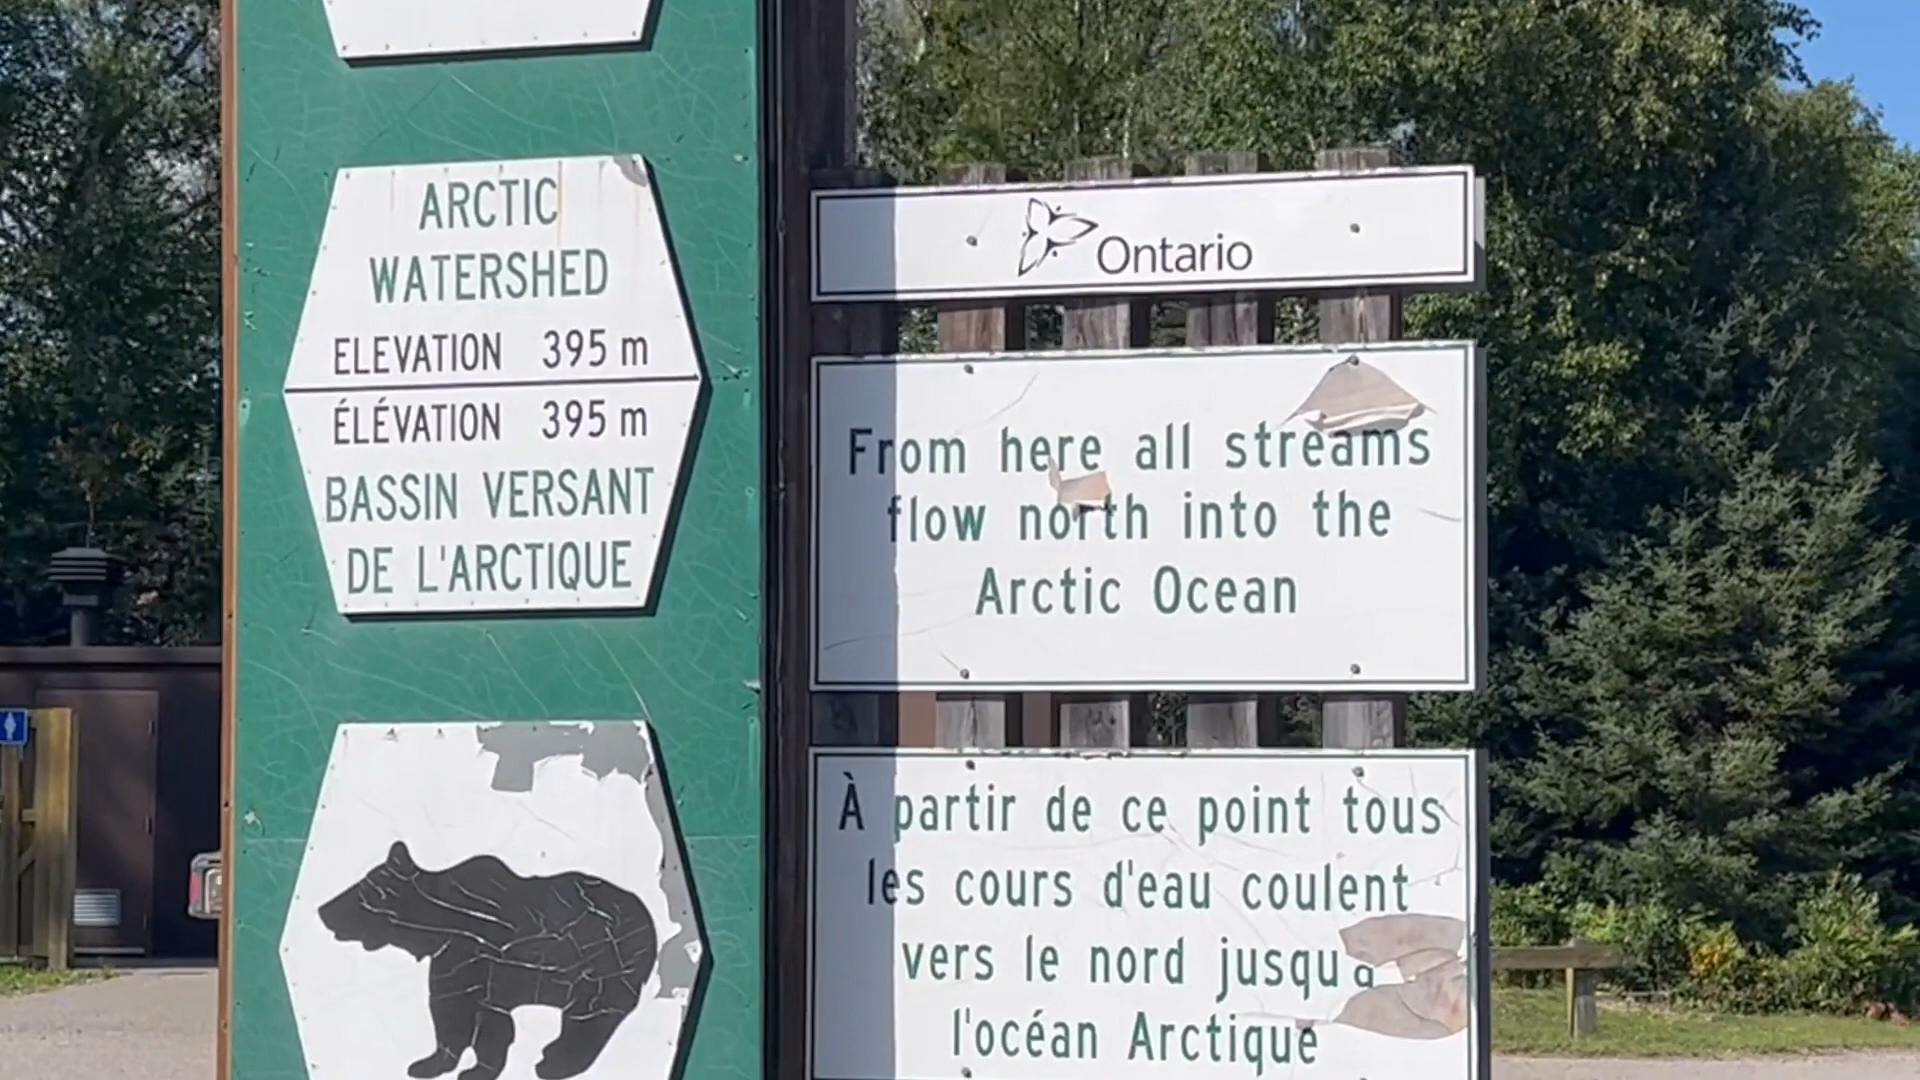 ARCTIC
WATERSHED
ELEVATION 395 m
ÉLÉVATION 395 m
BASSIN VERSANT
DE L'ARCTIQUE
Ontario
From here all streams
flow north into the
Arctic Ocean
À partir de ce point tous
les cours d'eau coulent
vers le nord jusqu'à
l'océan Arctique